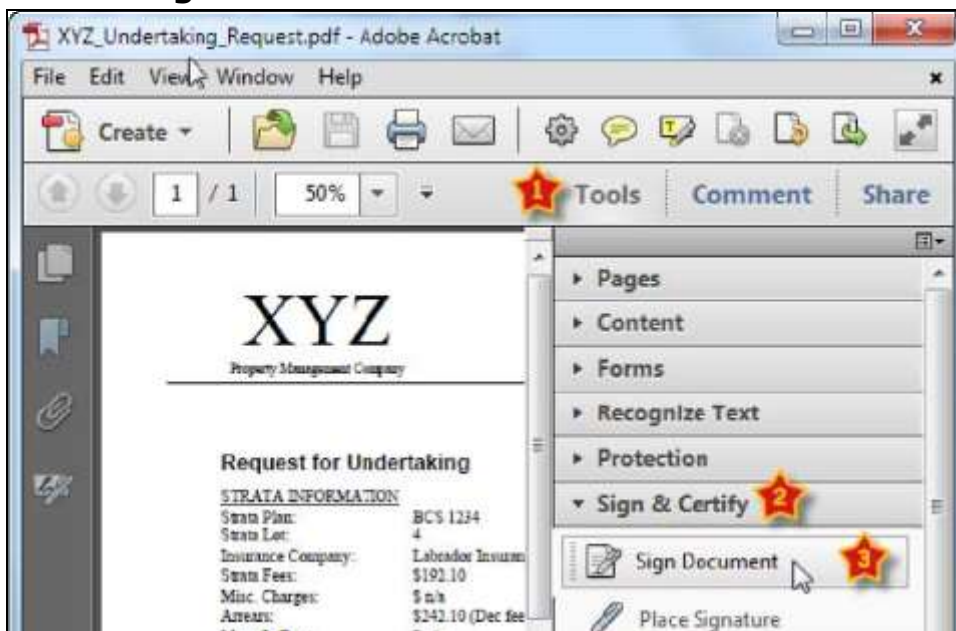 XYZ_Undertaking_Request.pdf - Adobe Acrobat
File Edit View Window Help
Create
1 / 1 50% 1 Tools Comment Share
Pages
XYZ
Content
Property Management Company
Forms
Recognize Text
Request for Undertaking
Protection
STRATA INFORMATION
Sign & Certify 2
Strata Plan: BCS 1234
Strata Lot: 4
Insurance Company: Labrador Insuran
Sign Document 3
Strata Fees: $192.10
Misc. Charges: $ n/a
Arrears: $242.10 (Dec fee
Place Signature